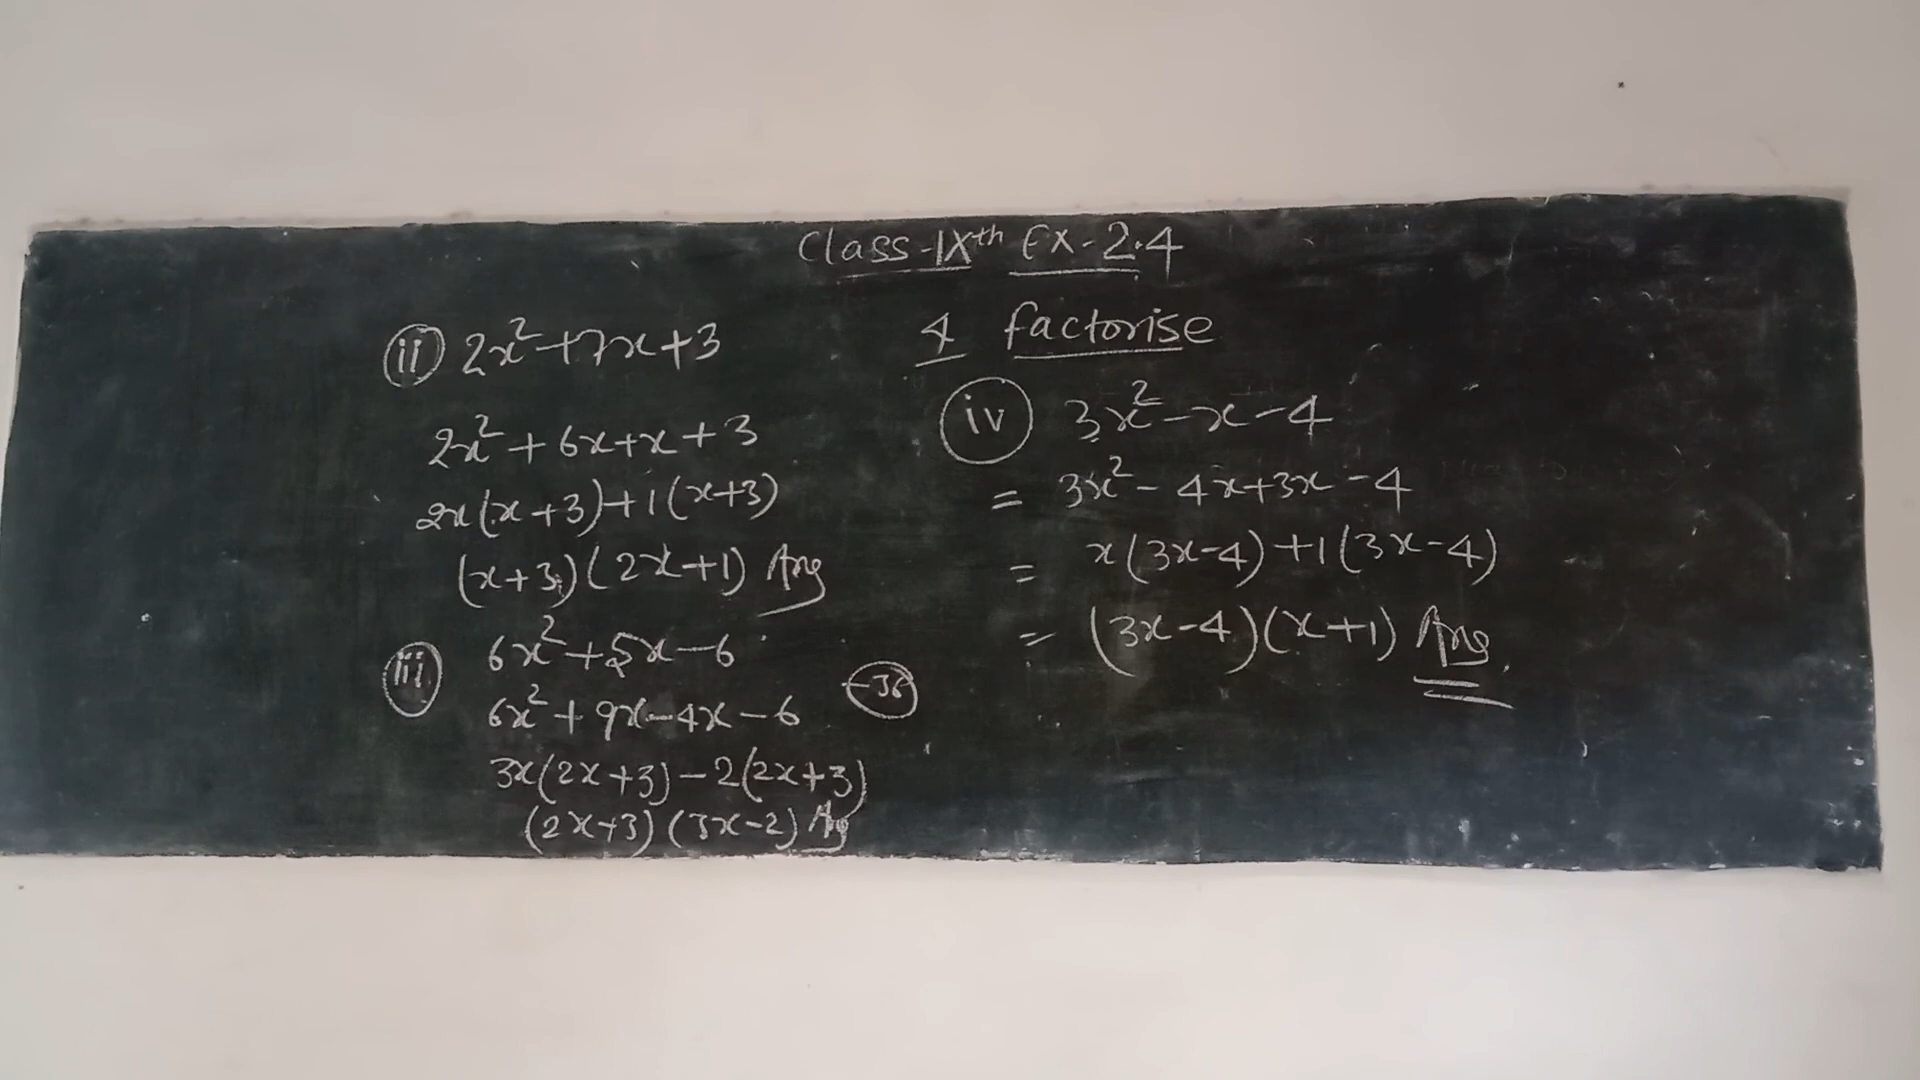 Class-IXth Ex-2.4
4 factorise
(ii) 2x²+7x+3
2x²+6x+x+3
2x(x+3)+1(x+3)
(x+3)(2x+1) Ans
(iii) 6x²+5x-6
6x²+9x-4x-6 -36
3x(2x+3)-2(2x+3)
(2x+3)(3x-2) Ans
(iv) 3x²-x-4
= 3x²-4x+3x-4
= x(3x-4)+1(3x-4)
= (3x-4)(x+1) Ans.